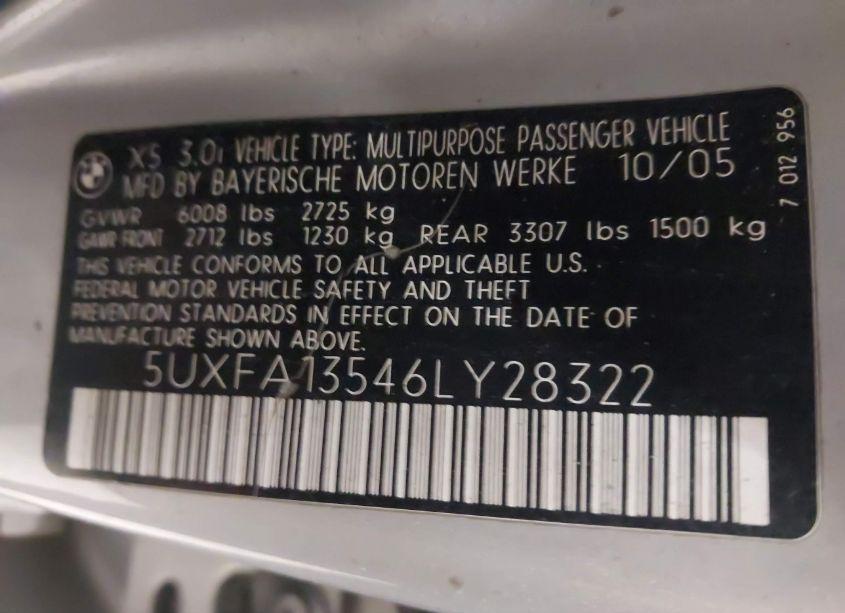 X5 3.0i VEHICLE TYPE: MULTIPURPOSE PASSENGER VEHICLE
MFD BY BAYERISCHE MOTOREN WERKE 10/05
GVWR 6008 lbs 2725 kg
GAWR FRONT 2712 lbs 1230 kg REAR 3307 lbs 1500 kg
THIS VEHICLE CONFORMS TO ALL APPLICABLE U.S.
FEDERAL MOTOR VEHICLE SAFETY AND THEFT
PREVENTION STANDARDS IN EFFECT ON THE DATE OF
MANUFACTURE SHOWN ABOVE.
5UXFA13546LY28322
7 012 956